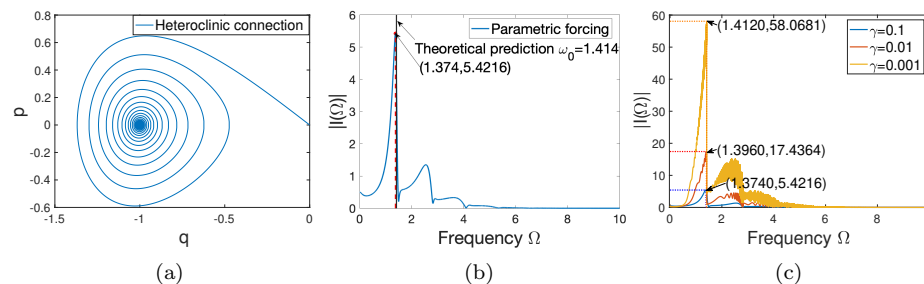 Heteroclinic connection
p
0.8
0.6
0.4
0.2
0
-0.2
-0.4
-0.6
-1.5
-1
-0.5
0
q
(a)
Parametric forcing
Theoretical prediction ω₀=1.414
(1.374,5.4216)
|I(Ω)|
6
5
4
3
2
1
0
0
2
4
6
8
10
Frequency Ω
(b)
(1.4120,58.0681)
γ=0.1
γ=0.01
γ=0.001
(1.3960,17.4364)
(1.3740,5.4216)
|I(Ω)|
60
50
40
30
20
10
0
0
2
4
6
8
Frequency Ω
(c)